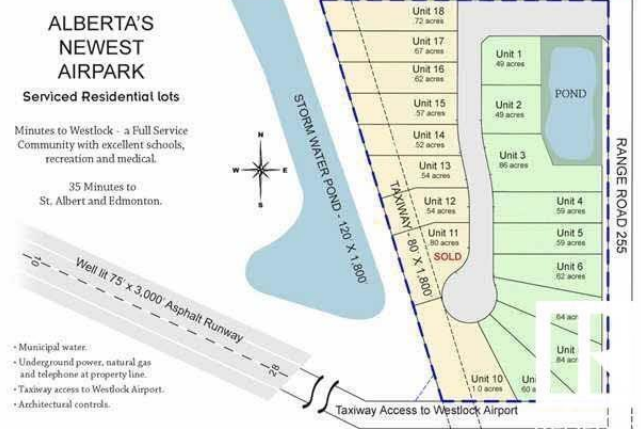 ALBERTA'S
NEWEST
AIRPARK
Serviced Residential lots
Minutes to Westlock - a Full Service
Community with excellent schools,
recreation and medical.
35 Minutes to
St. Albert and Edmonton.
N
W E
S
STORM WATER POND - 120' X 1,800'
TAXIWAY - 80' X 1,800'
Unit 18
.72 acres
Unit 17
.67 acres
Unit 16
.62 acres
Unit 15
.57 acres
Unit 14
.52 acres
Unit 13
.54 acres
Unit 12
.54 acres
Unit 11
.80 acres
SOLD
Unit 10
1.0 acres
Unit 1
.49 acres
Unit 2
.49 acres
Unit 3
.86 acres
Unit 4
.59 acres
Unit 5
.59 acres
Unit 6
.62 acres
.64
Unit
.84
.60
POND
RANGE ROAD 255
Well lit 75' x 3,000' Asphalt Runway
10
28
• Municipal water.
• Underground power, natural gas
and telephone at property line.
• Taxiway access to Westlock Airport.
• Architectural controls.
Taxiway Access to Westlock Airport